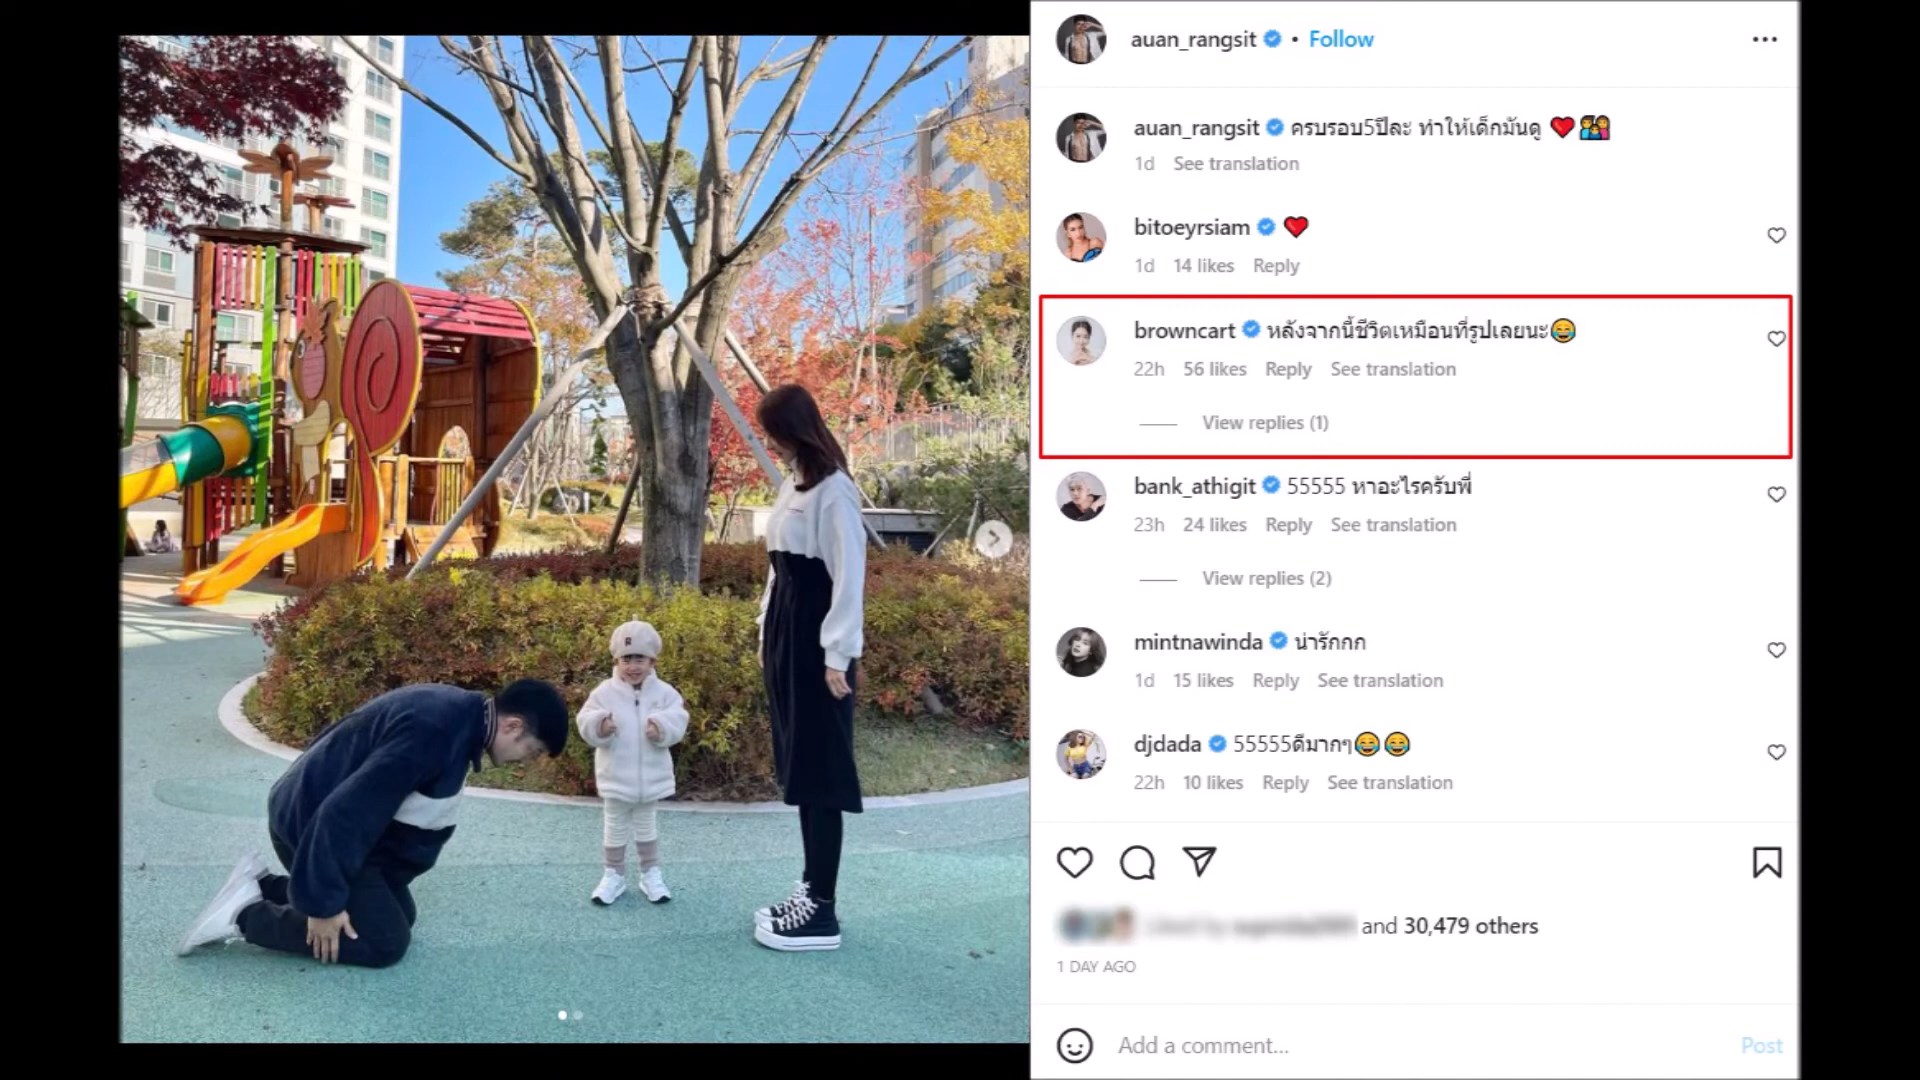 auan_rangsit • Follow
auan_rangsit ครบรอบ5ปีละ ทำให้เด็กมันดู ❤️👨‍👩‍👧
1d See translation
bitoeyrsiam ❤️
1d 14 likes Reply
browncart หลังจากนี้ชีวิตเหมือนที่รูปเลยนะ😂
22h 56 likes Reply See translation
View replies (1)
bank_athigit 55555 หาอะไรครับพี่
23h 24 likes Reply See translation
View replies (2)
mintnawinda น่ารักกก
1d 15 likes Reply See translation
djdada 55555ดีมากๆ😂😂
22h 10 likes Reply See translation
and 30,479 others
1 DAY AGO
Add a comment... Post